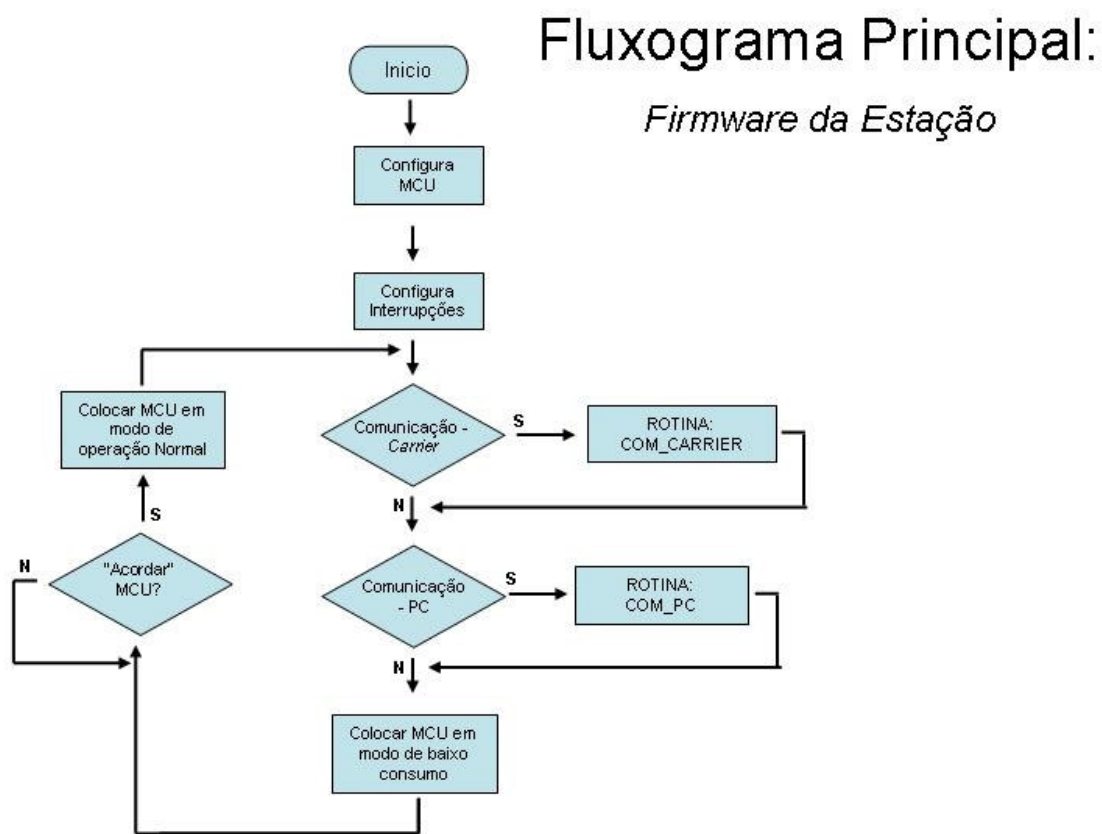 Fluxograma Principal:
Firmware da Estação
Inicio
Configura
MCU
Configura
Interrupções
Colocar MCU em
modo de
operação Normal
Comunicação -
Carrier
S
ROTINA:
COM_CARRIER
N
S
N
"Acordar"
MCU?
Comunicação
- PC
S
ROTINA:
COM_PC
N
Colocar MCU em
modo de baixo
consumo